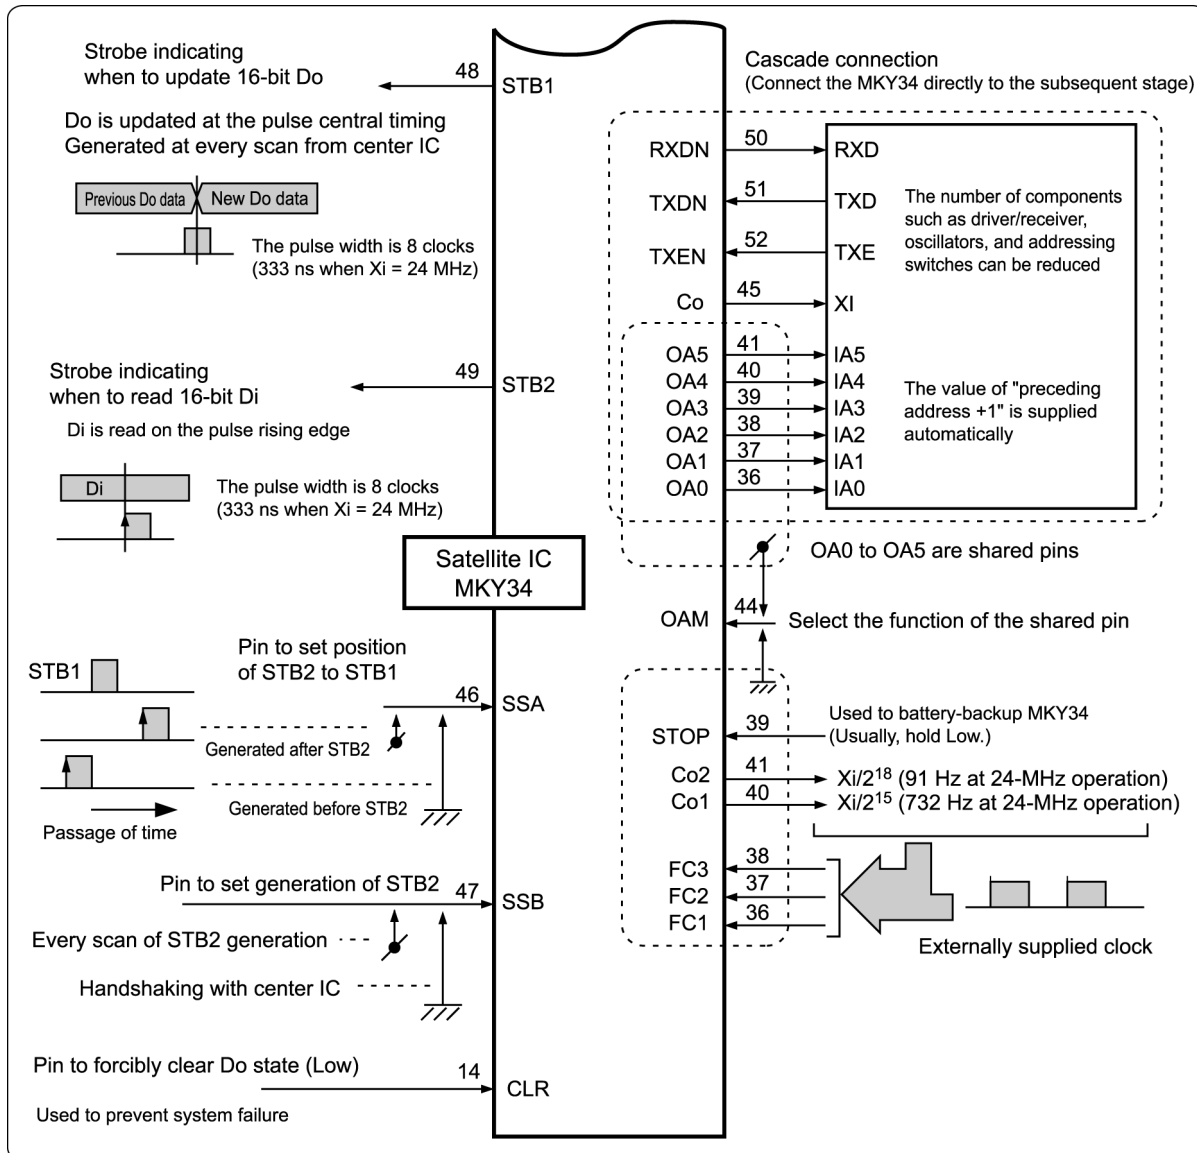 Strobe indicating
when to update 16-bit Do
48
STB1
Do is updated at the pulse central timing
Generated at every scan from center IC
Previous Do data
New Do data
The pulse width is 8 clocks
(333 ns when Xi = 24 MHz)
Strobe indicating
when to read 16-bit Di
49
STB2
Di is read on the pulse rising edge
Di
The pulse width is 8 clocks
(333 ns when Xi = 24 MHz)
Satellite IC
MKY34
Pin to set position
of STB2 to STB1
STB1
46
SSA
Generated after STB2
Generated before STB2
Passage of time
Pin to set generation of STB2
47
SSB
Every scan of STB2 generation
Handshaking with center IC
Pin to forcibly clear Do state (Low)
14
CLR
Used to prevent system failure
Cascade connection
(Connect the MKY34 directly to the subsequent stage)
RXDN 50 RXD
TXDN 51 TXD
TXEN 52 TXE
Co 45 XI
The number of components
such as driver/receiver,
oscillators, and addressing
switches can be reduced
OA5 41 IA5
OA4 40 IA4
OA3 39 IA3
OA2 38 IA2
OA1 37 IA1
OA0 36 IA0
The value of "preceding
address +1" is supplied
automatically
OA0 to OA5 are shared pins
OAM 44 Select the function of the shared pin
STOP 39
Used to battery-backup MKY34
(Usually, hold Low.)
Co2 41 Xi/2¹⁸ (91 Hz at 24-MHz operation)
Co1 40 Xi/2¹⁵ (732 Hz at 24-MHz operation)
FC3 38
FC2 37
FC1 36
Externally supplied clock